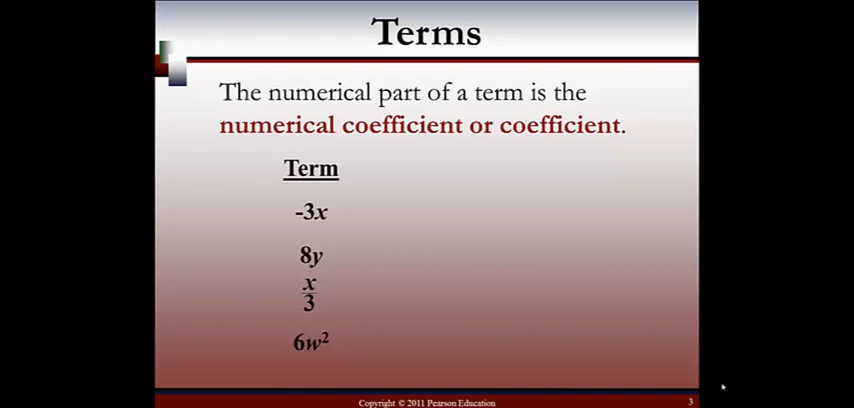 Terms
The numerical part of a term is the
numerical coefficient or coefficient.
Term
-3x
8y
x
3
6w²
Copyright © 2011 Pearson Education
3